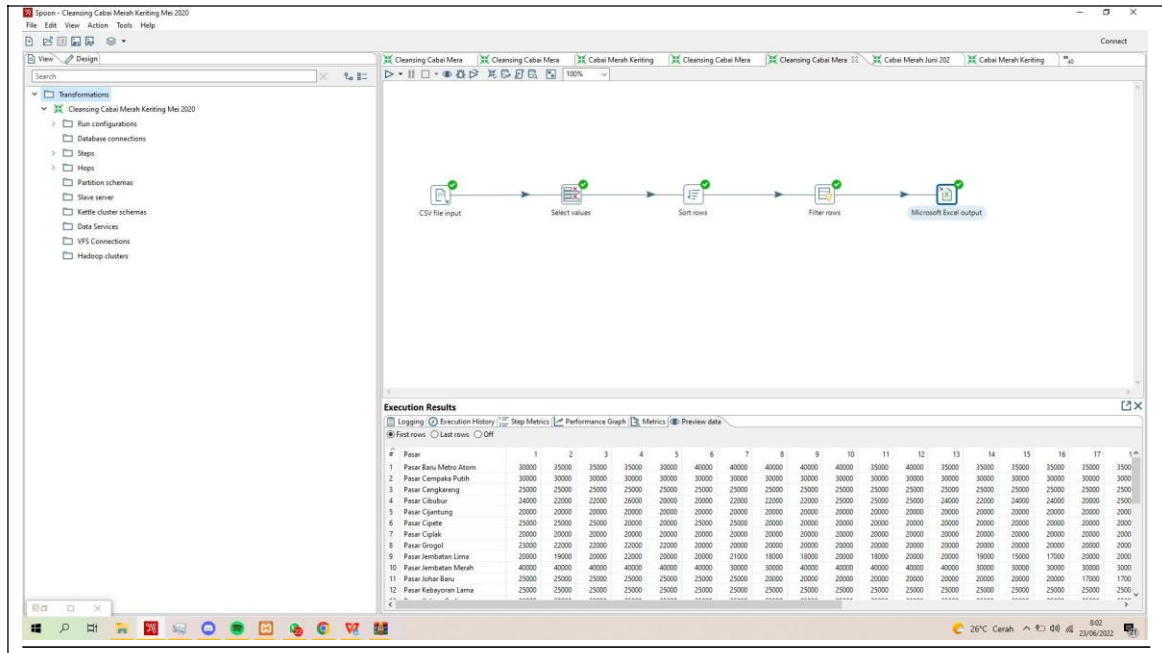 Spoon - Cleansing Cabai Merah Keriting Mei 2020
File Edit View Action Tools Help
Connect
View Design
Search
Transformations
Cleansing Cabai Merah Keriting Mei 2020
Run configurations
Database connections
Steps
Hops
Partition schemas
Slave server
Kettle cluster schemas
Data Services
VFS Connections
Hadoop clusters
Cleansing Cabai Mera Cleansing Cabai Mera Cabai Merah Keriting Cleansing Cabai Mera Cleansing Cabai Mera Cabai Merah Juni 202 Cabai Merah Keriting 40
100%
CSV file input Select values Sort rows Filter rows Microsoft Excel output
Execution Results
Logging Execution History Step Metrics Performance Graph Metrics Preview data
First rows Last rows Off
# Pasar 1 2 3 4 5 6 7 8 9 10 11 12 13 14 15 16 17
1 Pasar Baru Metro Atom 30000 35000 35000 35000 30000 40000 40000 40000 40000 40000 35000 40000 35000 35000 35000 35000 35000 3500
2 Pasar Cempaka Putih 30000 30000 30000 30000 30000 30000 30000 30000 30000 30000 30000 30000 30000 30000 30000 30000 30000 3000
3 Pasar Cengkareng 25000 25000 25000 25000 25000 25000 25000 25000 25000 25000 25000 25000 25000 25000 25000 25000 25000 2500
4 Pasar Cibubur 24000 22000 22000 26000 20000 20000 22000 22000 22000 25000 25000 25000 24000 22000 24000 24000 20000 2500
5 Pasar Cijantung 20000 20000 20000 20000 20000 20000 20000 20000 20000 20000 20000 20000 20000 20000 20000 20000 20000 2000
6 Pasar Cipete 25000 25000 25000 20000 20000 25000 25000 20000 20000 20000 20000 20000 20000 20000 20000 20000 20000 2000
7 Pasar Ciplak 20000 20000 20000 20000 20000 20000 20000 20000 20000 20000 20000 20000 20000 20000 20000 20000 20000 2000
8 Pasar Grogol 23000 22000 22000 22000 22000 20000 20000 20000 20000 20000 20000 20000 20000 20000 20000 20000 20000 2000
9 Pasar Jembatan Lima 20000 19000 20000 22000 20000 20000 21000 18000 18000 20000 18000 20000 20000 19000 15000 17000 20000 2000
10 Pasar Jembatan Merah 40000 40000 40000 40000 40000 40000 30000 30000 40000 40000 40000 40000 40000 30000 30000 30000 30000 3000
11 Pasar Johar Baru 25000 25000 25000 25000 25000 25000 25000 25000 20000 20000 20000 20000 20000 20000 20000 20000 17000 1700
12 Pasar Kebayoran Lama 25000 25000 25000 25000 25000 25000 25000 25000 25000 25000 25000 25000 25000 25000 25000 25000 25000 2500
26°C Cerah
8:02
23/06/2022